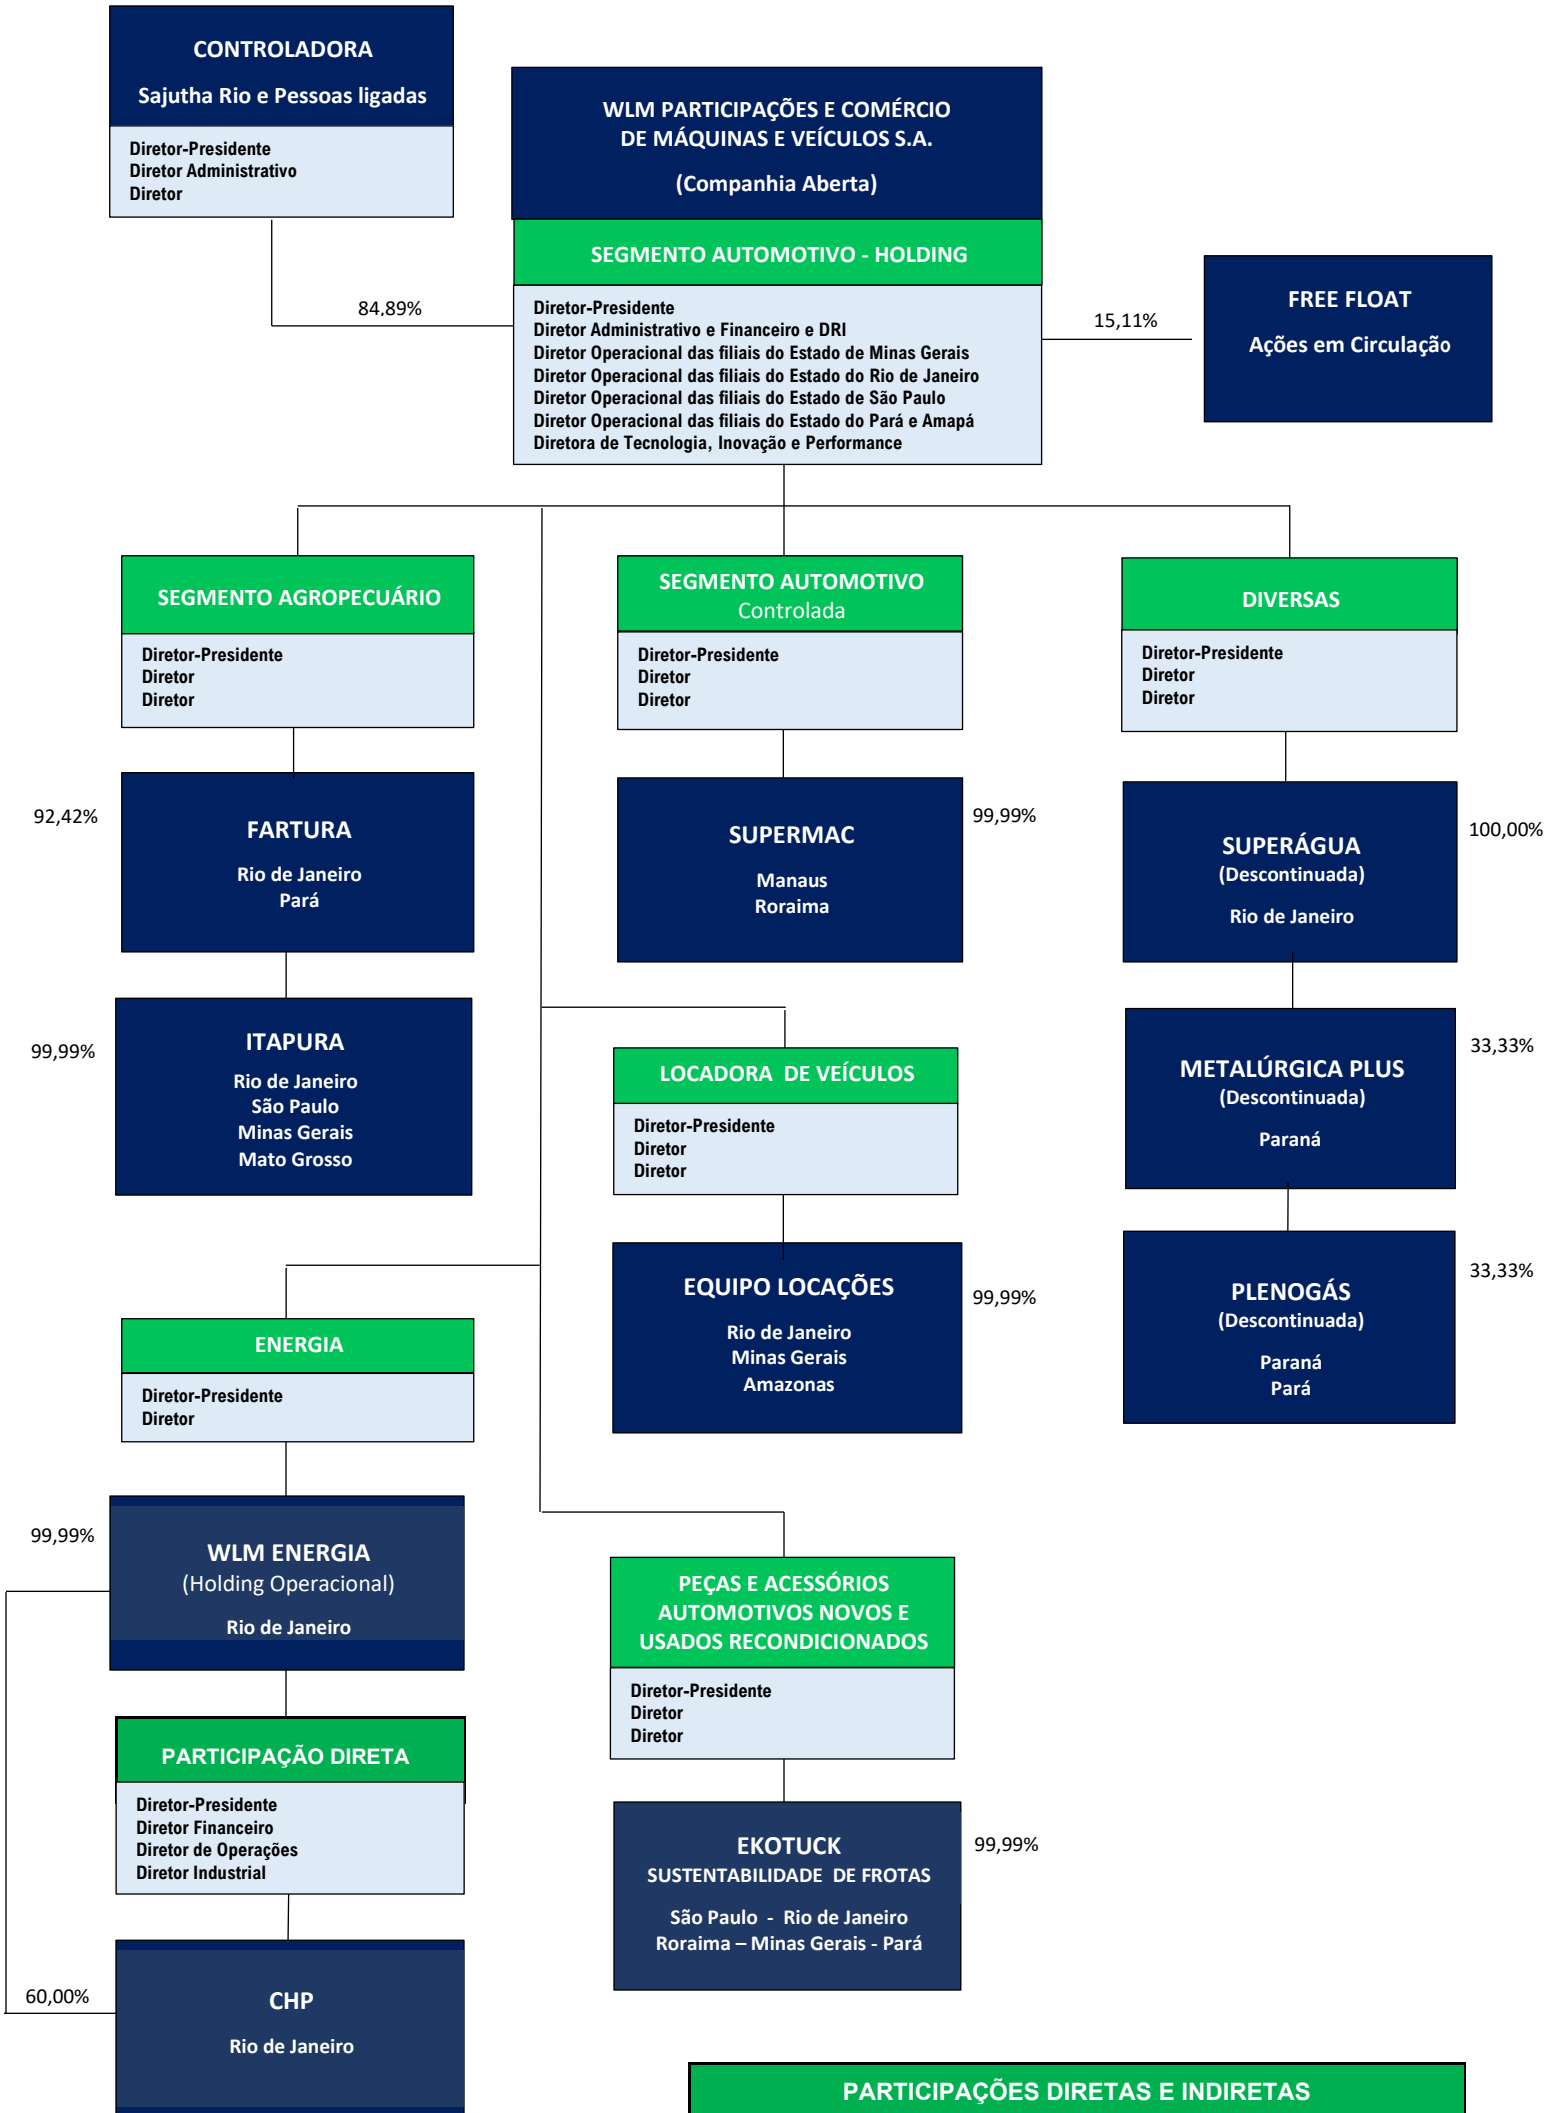 CONTROLADORA
Sajutha Rio e Pessoas ligadas
Diretor-Presidente
Diretor Administrativo
Diretor
WLM PARTICIPAÇÕES E COMÉRCIO
DE MÁQUINAS E VEÍCULOS S.A.
(Companhia Aberta)
SEGMENTO AUTOMOTIVO - HOLDING
Diretor-Presidente
Diretor Administrativo e Financeiro e DRI
Diretor Operacional das filiais do Estado de Minas Gerais
Diretor Operacional das filiais do Estado do Rio de Janeiro
Diretor Operacional das filiais do Estado de São Paulo
Diretor Operacional das filiais do Estado do Pará e Amapá
Diretora de Tecnologia, Inovação e Performance
84,89%
15,11%
FREE FLOAT
Ações em Circulação
SEGMENTO AGROPECUÁRIO
Diretor-Presidente
Diretor
Diretor
92,42%
FARTURA
Rio de Janeiro
Pará
99,99%
ITAPURA
Rio de Janeiro
São Paulo
Minas Gerais
Mato Grosso
SEGMENTO AUTOMOTIVO
Controlada
Diretor-Presidente
Diretor
Diretor
SUPERMAC
Manaus
Roraima
99,99%
DIVERSAS
Diretor-Presidente
Diretor
Diretor
SUPERÁGUA
(Descontinuada)
Rio de Janeiro
100,00%
METALÚRGICA PLUS
(Descontinuada)
Paraná
33,33%
PLENOGÁS
(Descontinuada)
Paraná
Pará
33,33%
LOCADORA DE VEÍCULOS
Diretor-Presidente
Diretor
Diretor
EQUIPO LOCAÇÕES
Rio de Janeiro
Minas Gerais
Amazonas
99,99%
ENERGIA
Diretor-Presidente
Diretor
99,99%
WLM ENERGIA
(Holding Operacional)
Rio de Janeiro
PARTICIPAÇÃO DIRETA
Diretor-Presidente
Diretor Financeiro
Diretor de Operações
Diretor Industrial
60,00%
CHP
Rio de Janeiro
PEÇAS E ACESSÓRIOS
AUTOMOTIVOS NOVOS E
USADOS RECONDICIONADOS
Diretor-Presidente
Diretor
Diretor
EKOTUCK
SUSTENTABILIDADE DE FROTAS
São Paulo - Rio de Janeiro
Roraima – Minas Gerais - Pará
99,99%
PARTICIPAÇÕES DIRETAS E INDIRETAS